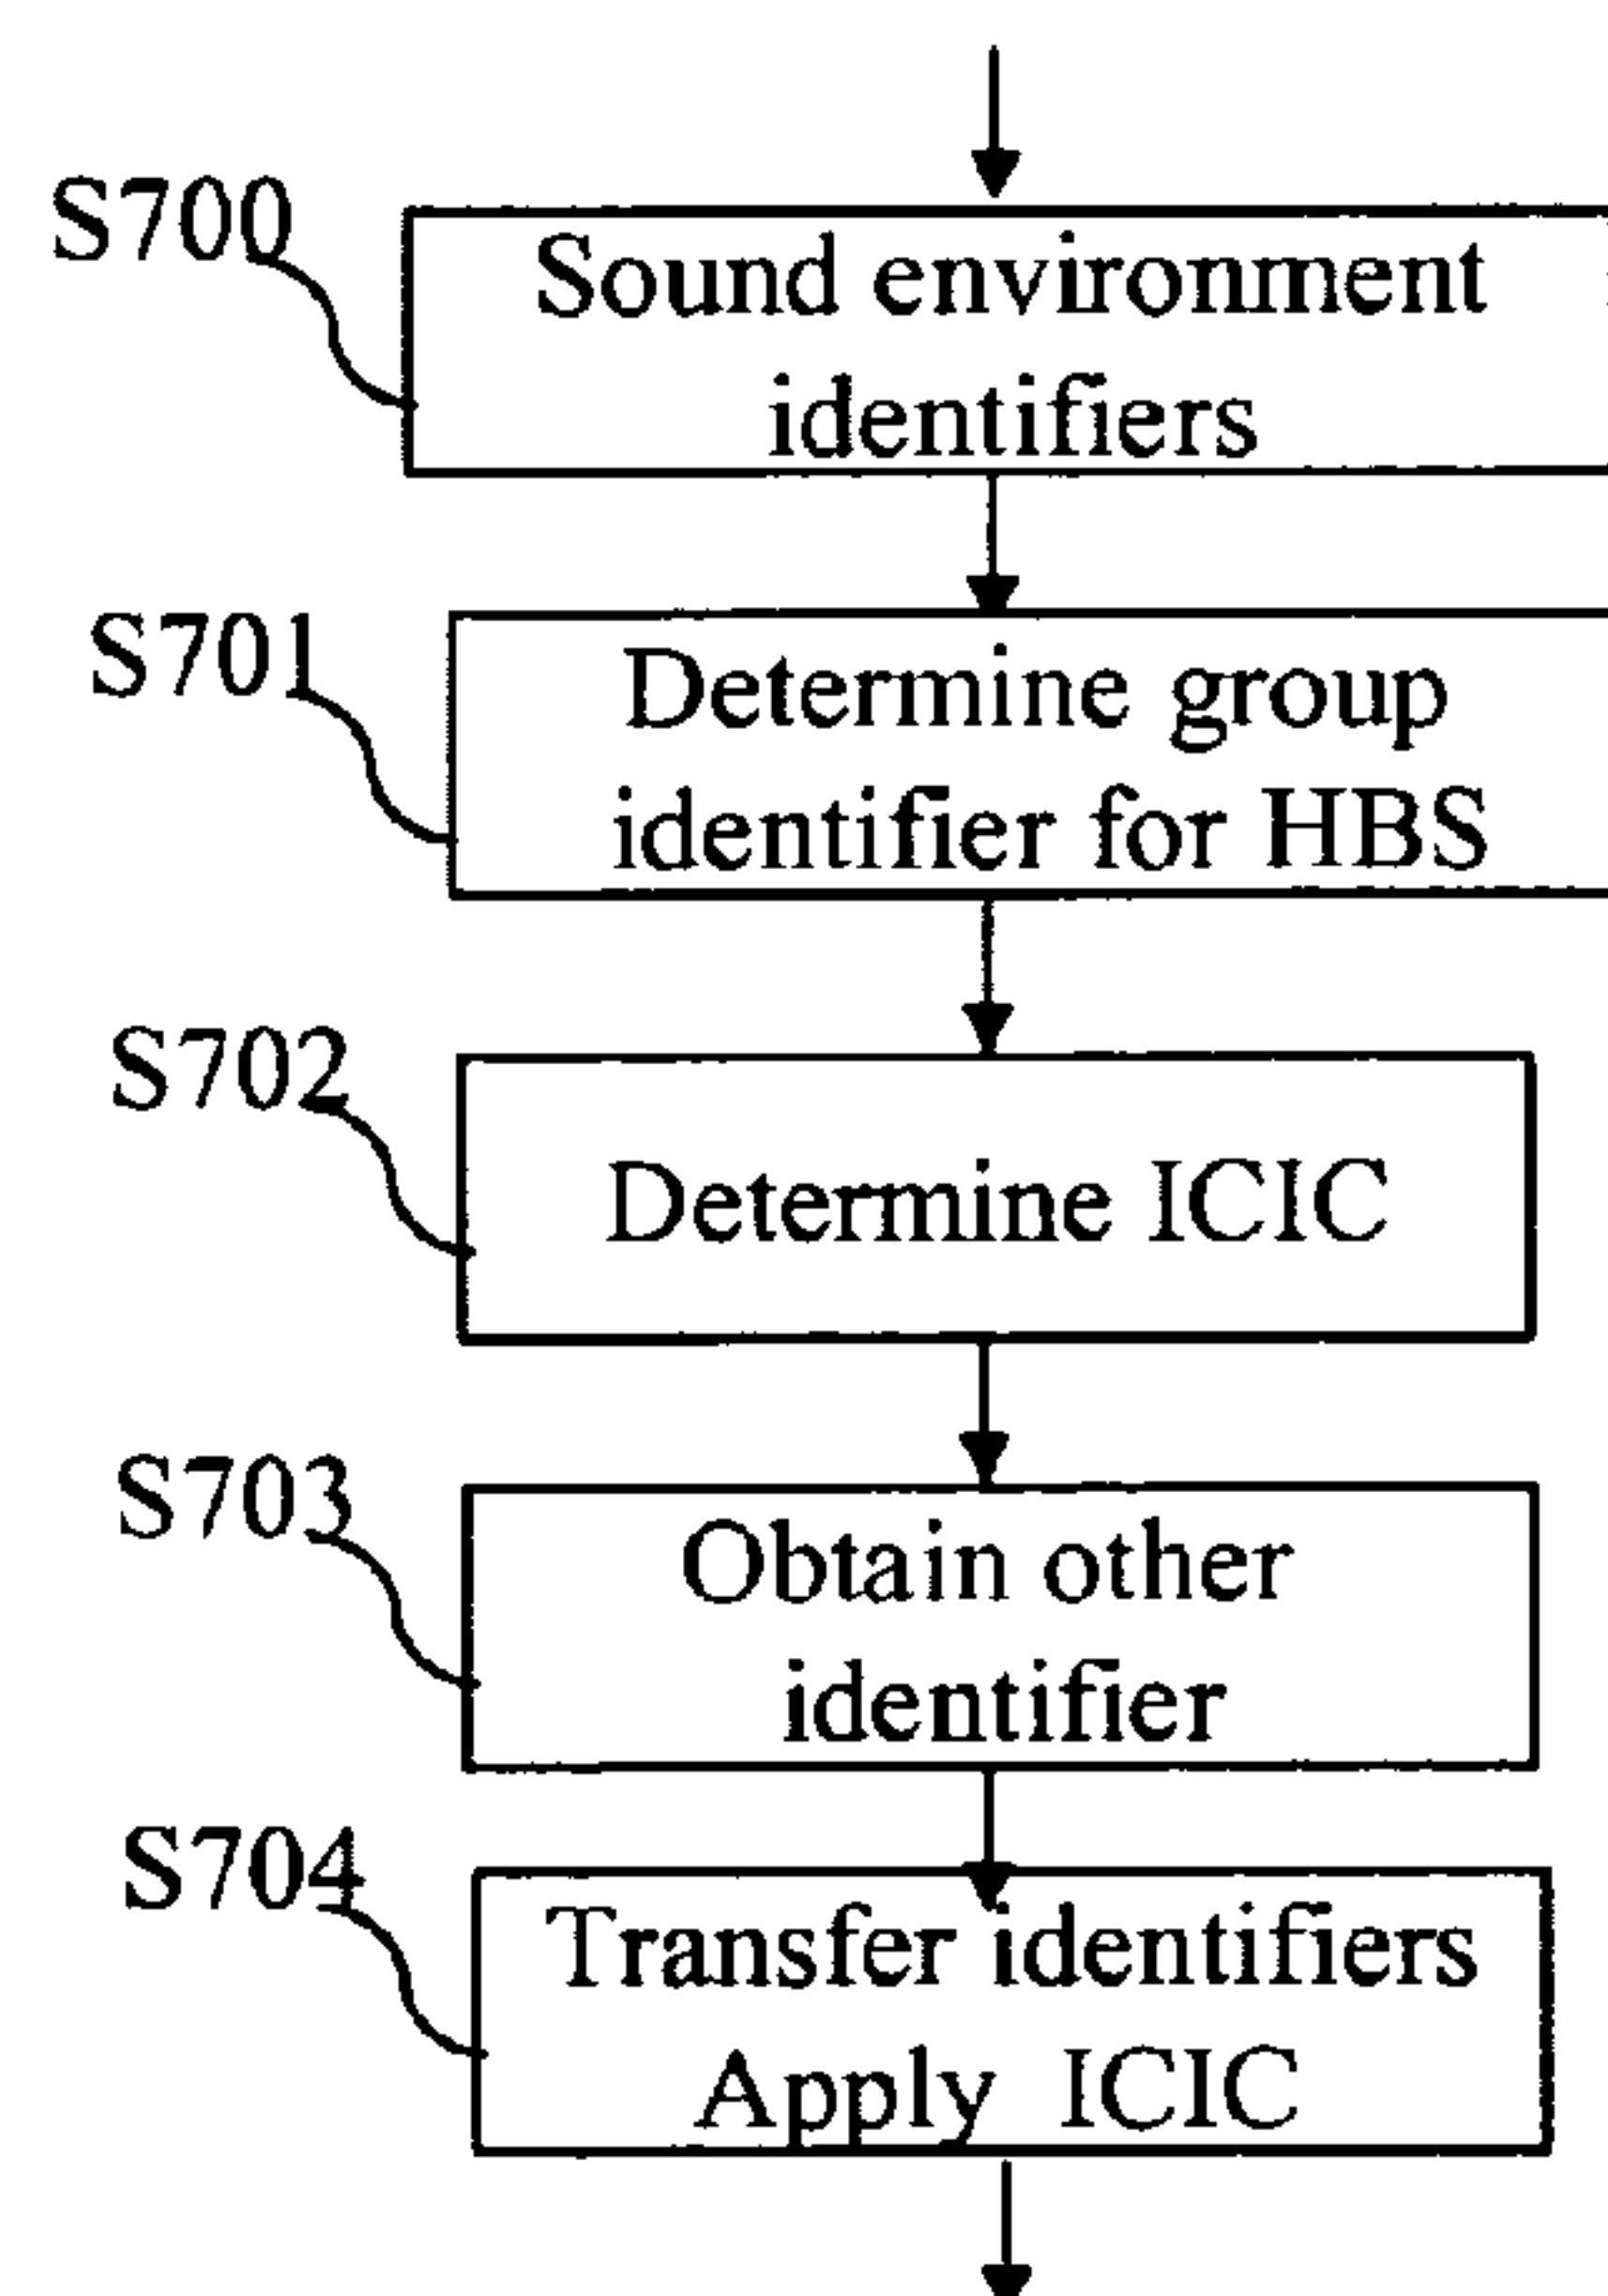 S700
Sound environment
identifiers
S701
Determine group
identifier for HBS
S702
Determine ICIC
S703
Obtain other
identifier
S704
Transfer identifiers
Apply ICIC